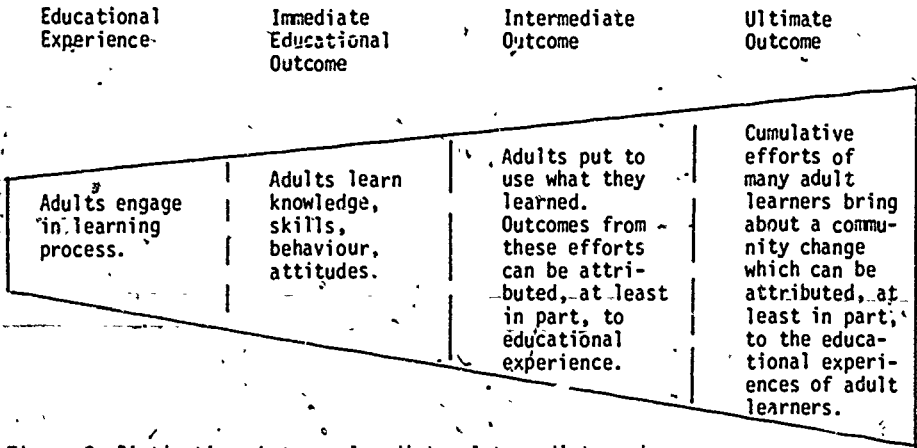 Educational
Experience
Immediate
Educational
Outcome
Intermediate
Outcome
Ultimate
Outcome
Adults engage
in learning
process.
Adults learn
knowledge,
skills,
behaviour,
attitudes.
Adults put to
use what they
learned.
Outcomes from
these efforts
can be attri-
buted, at least
in part, to
educational
experience.
Cumulative
efforts of
many adult
learners bring
about a commu-
nity change
which can be
attributed, at
least in part,
to the educa-
tional experi-
ences of adult
learners.